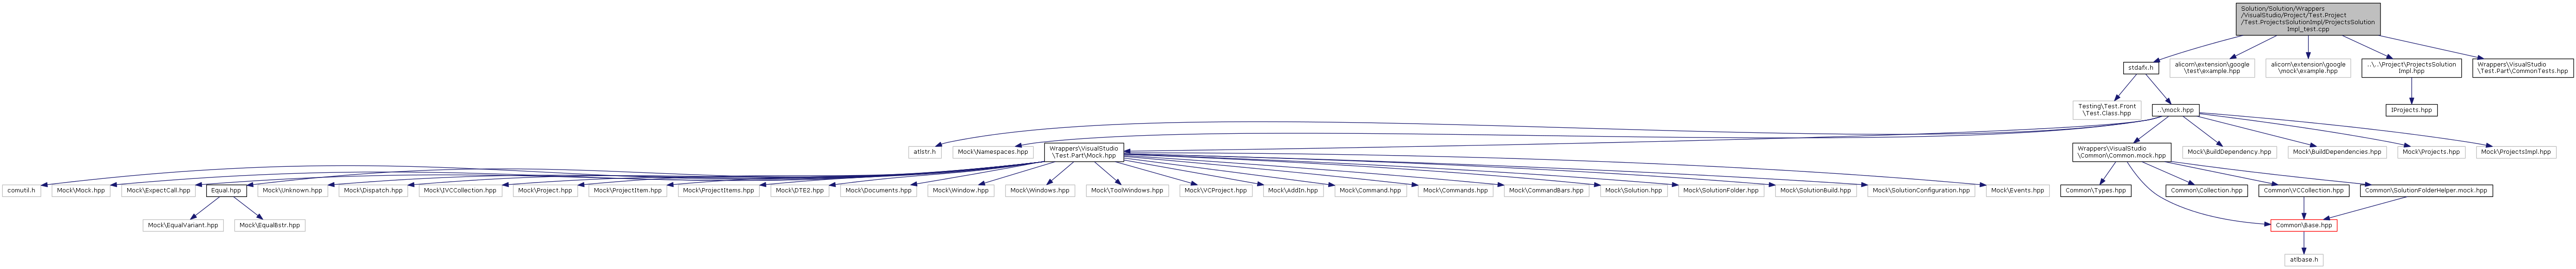 Solution/Solution/Wrappers
/VisualStudio/Project/Test.Project
/Test.ProjectsSolutionImpl/ProjectsSolution
Impl_test.cpp
stdafx.h
alicorn\extension\google
\test\example.hpp
alicorn\extension\google
\mock\example.hpp
..\..\Project\ProjectsSolution
Impl.hpp
Wrappers\VisualStudio
\Test.Part\CommonTests.hpp
Testing\Test.Front
\Test.Class.hpp
..\mock.hpp
IProjects.hpp
atlstr.h
Mock\Namespaces.hpp
Wrappers\VisualStudio
\Test.Part\Mock.hpp
Wrappers\VisualStudio
\Common\Common.mock.hpp
Mock\BuildDependency.hpp
Mock\BuildDependencies.hpp
Mock\Projects.hpp
Mock\ProjectsImpl.hpp
comutil.h
Mock\Mock.hpp
Mock\ExpectCall.hpp
Equal.hpp
Mock\Unknown.hpp
Mock\Dispatch.hpp
Mock\IVCCollection.hpp
Mock\Project.hpp
Mock\ProjectItem.hpp
Mock\ProjectItems.hpp
Mock\DTE2.hpp
Mock\Documents.hpp
Mock\Window.hpp
Mock\Windows.hpp
Mock\ToolWindows.hpp
Mock\VCProject.hpp
Mock\AddIn.hpp
Mock\Command.hpp
Mock\Commands.hpp
Mock\CommandBars.hpp
Mock\Solution.hpp
Mock\SolutionFolder.hpp
Mock\SolutionBuild.hpp
Mock\SolutionConfiguration.hpp
Mock\Events.hpp
Common\Types.hpp
Common\Collection.hpp
Common\VCCollection.hpp
Common\SolutionFolderHelper.mock.hpp
Mock\EqualVariant.hpp
Mock\EqualBstr.hpp
Common\Base.hpp
atlbase.h